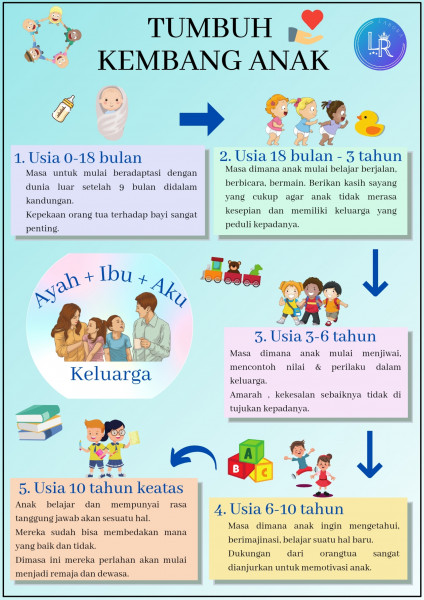 TUMBUH
KEMBANG ANAK
LR
1. Usia 0-18 bulan
Masa untuk mulai beradaptasi dengan
dunia luar setelah 9 bulan didalam
kandungan.
Kepekaan orang tua terhadap bayi sangat
penting.
2. Usia 18 bulan - 3 tahun
Masa dimana anak mulai belajar berjalan,
berbicara, bermain. Berikan kasih sayang
yang cukup agar anak tidak merasa
kesepian dan memiliki keluarga yang
peduli kepadanya.
Ayah + Ibu + Aku
Keluarga
3. Usia 3-6 tahun
Masa dimana anak mulai menjiwai,
mencontoh nilai & perilaku dalam
keluarga.
Amarah , kekesalan sebaiknya tidak di
tujukan kepadanya.
A
B
C
4. Usia 6-10 tahun
Masa dimana anak ingin mengetahui,
berimajinasi, belajar suatu hal baru.
Dukungan dari orangtua sangat
dianjurkan untuk memotivasi anak.
5. Usia 10 tahun keatas
Anak belajar dan mempunyai rasa
tanggung jawab akan sesuatu hal.
Mereka sudah bisa membedakan mana
yang baik dan tidak.
Dimasa ini mereka perlahan akan mulai
menjadi remaja dan dewasa.